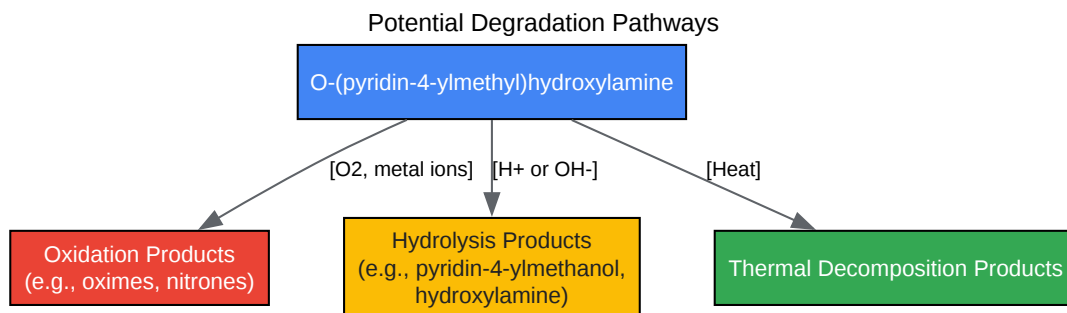 Potential Degradation Pathways
O-(pyridin-4-ylmethyl)hydroxylamine
[O2, metal ions]
[H+ or OH-]
[Heat]
Oxidation Products
(e.g., oximes, nitrones)
Hydrolysis Products
(e.g., pyridin-4-ylmethanol,
hydroxylamine)
Thermal Decomposition Products